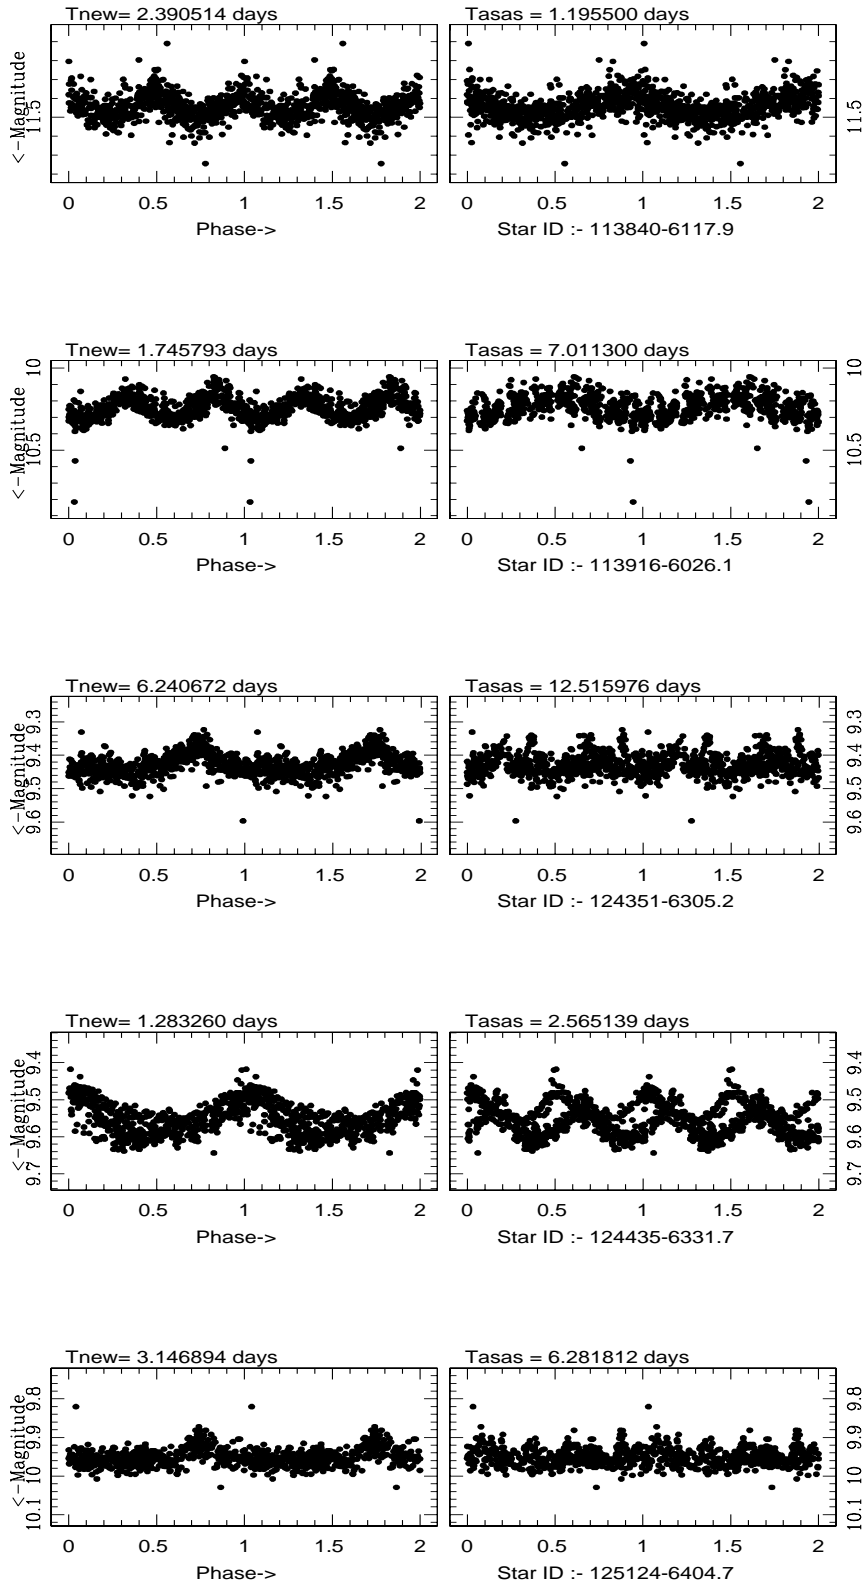 Tnew= 2.390514 days Tasas = 1.195500 days
<-Magnitude
11.5 11.5
0 0.5 1 1.5 2 0 0.5 1 1.5 2
Phase-> Star ID :- 113840-6117.9
Tnew= 1.745793 days Tasas = 7.011300 days
<-Magnitude
10 10.5 10 10.5
0 0.5 1 1.5 2 0 0.5 1 1.5 2
Phase-> Star ID :- 113916-6026.1
Tnew= 6.240672 days Tasas = 12.515976 days
<-Magnitude
9.3 9.4 9.5 9.6 9.3 9.4 9.5 9.6
0 0.5 1 1.5 2 0 0.5 1 1.5 2
Phase-> Star ID :- 124351-6305.2
Tnew= 1.283260 days Tasas = 2.565139 days
<-Magnitude
9.4 9.5 9.6 9.7 9.4 9.5 9.6 9.7
0 0.5 1 1.5 2 0 0.5 1 1.5 2
Phase-> Star ID :- 124435-6331.7
Tnew= 3.146894 days Tasas = 6.281812 days
<-Magnitude
9.8 9.9 10 10.1 9.8 9.9 10 10.1
0 0.5 1 1.5 2 0 0.5 1 1.5 2
Phase-> Star ID :- 125124-6404.7